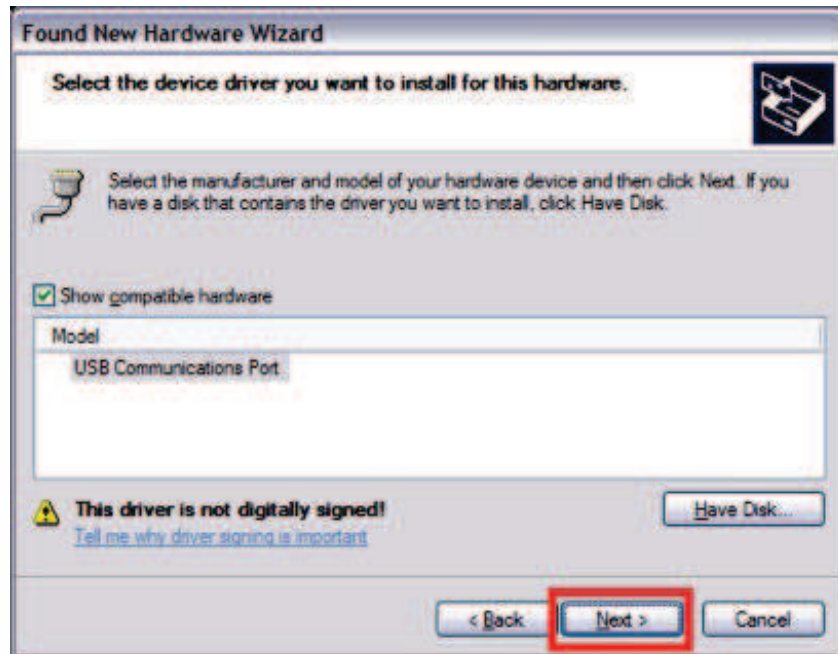 Found New Hardware Wizard
Select the device driver you want to install for this hardware.
Select the manufacturer and model of your hardware device and then click Next. If you
have a disk that contains the driver you want to install, click Have Disk.
Show compatible hardware
Model
USB Communications Port
This driver is not digitally signed!
Have Disk...
Tell me why driver signing is important
< Back
Next >
Cancel